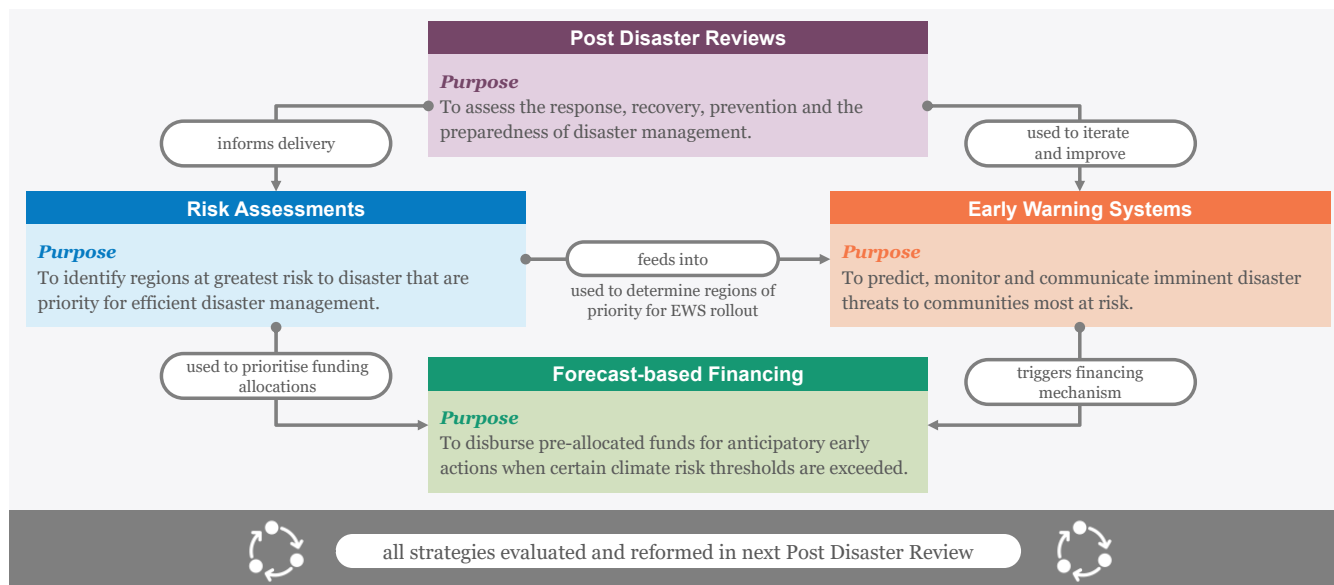 Post Disaster Reviews
Purpose
To assess the response, recovery, prevention and the
preparedness of disaster management.
informs delivery
used to iterate
and improve
Risk Assessments
Purpose
To identify regions at greatest risk to disaster that are
priority for efficient disaster management.
feeds into
used to determine regions of
priority for EWS rollout
Early Warning Systems
Purpose
To predict, monitor and communicate imminent disaster
threats to communities most at risk.
used to prioritise funding
allocations
triggers financing
mechanism
Forecast-based Financing
Purpose
To disburse pre-allocated funds for anticipatory early
actions when certain climate risk thresholds are exceeded.
all strategies evaluated and reformed in next Post Disaster Review